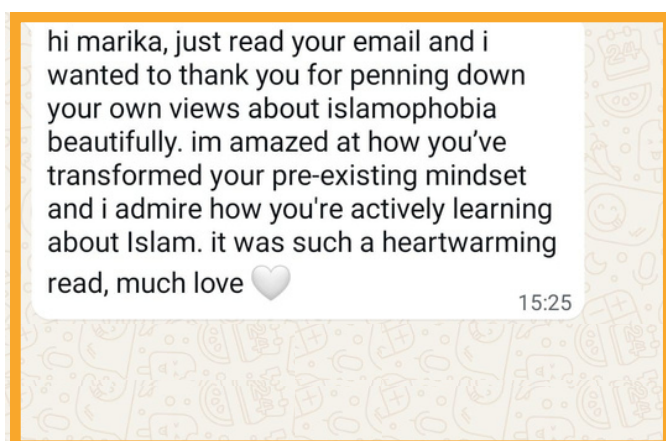 hi marika, just read your email and i
wanted to thank you for penning down
your own views about islamophobia
beautifully. im amazed at how you’ve
transformed your pre-existing mindset
and i admire how you're actively learning
about Islam. it was such a heartwarming
read, much love 🤍
15:25